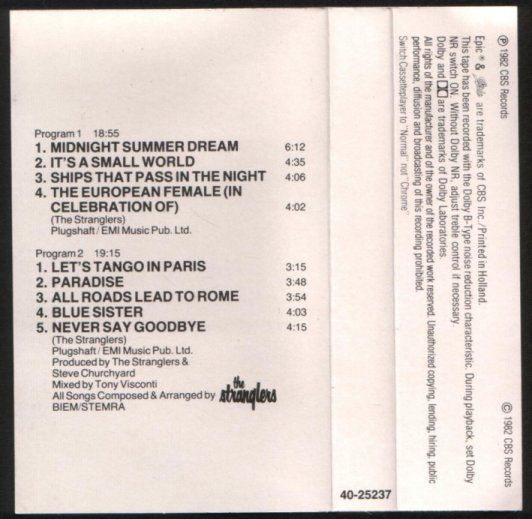 Program 1 18:55
1. MIDNIGHT SUMMER DREAM 6:12
2. IT'S A SMALL WORLD 4:35
3. SHIPS THAT PASS IN THE NIGHT 4:06
4. THE EUROPEAN FEMALE (IN
CELEBRATION OF) 4:02
(The Stranglers)
Plugshaft/EMI Music Pub. Ltd.
Program 2 19:15
1. LET'S TANGO IN PARIS 3:15
2. PARADISE 3:48
3. ALL ROADS LEAD TO ROME 3:54
4. BLUE SISTER 4:03
5. NEVER SAY GOODBYE 4:15
(The Stranglers)
Plugshaft/EMI Music Pub. Ltd.
Produced by The Stranglers &
Steve Churchyard
Mixed by Tony Visconti
All Songs Composed & Arranged by the stranglers
BIEM/STEMRA
40-25237
℗ 1982 CBS Records
© 1982 CBS Records
Epic ® & are trademarks of CBS Inc./Printed in Holland.
This tape has been recorded with the Dolby B-Type noise reduction characteristic. During playback, set Dolby
NR switch ON. Without Dolby NR, adjust treble control if necessary.
Dolby and are trademarks of Dolby Laboratories.
All rights of the manufacturer and of the owner of the recorded work reserved. Unauthorized copying, lending, hiring, public
performance, diffusion and broadcasting of this recording prohibited.
Switch Cassetteplayer to "Normal" not "Chrome"